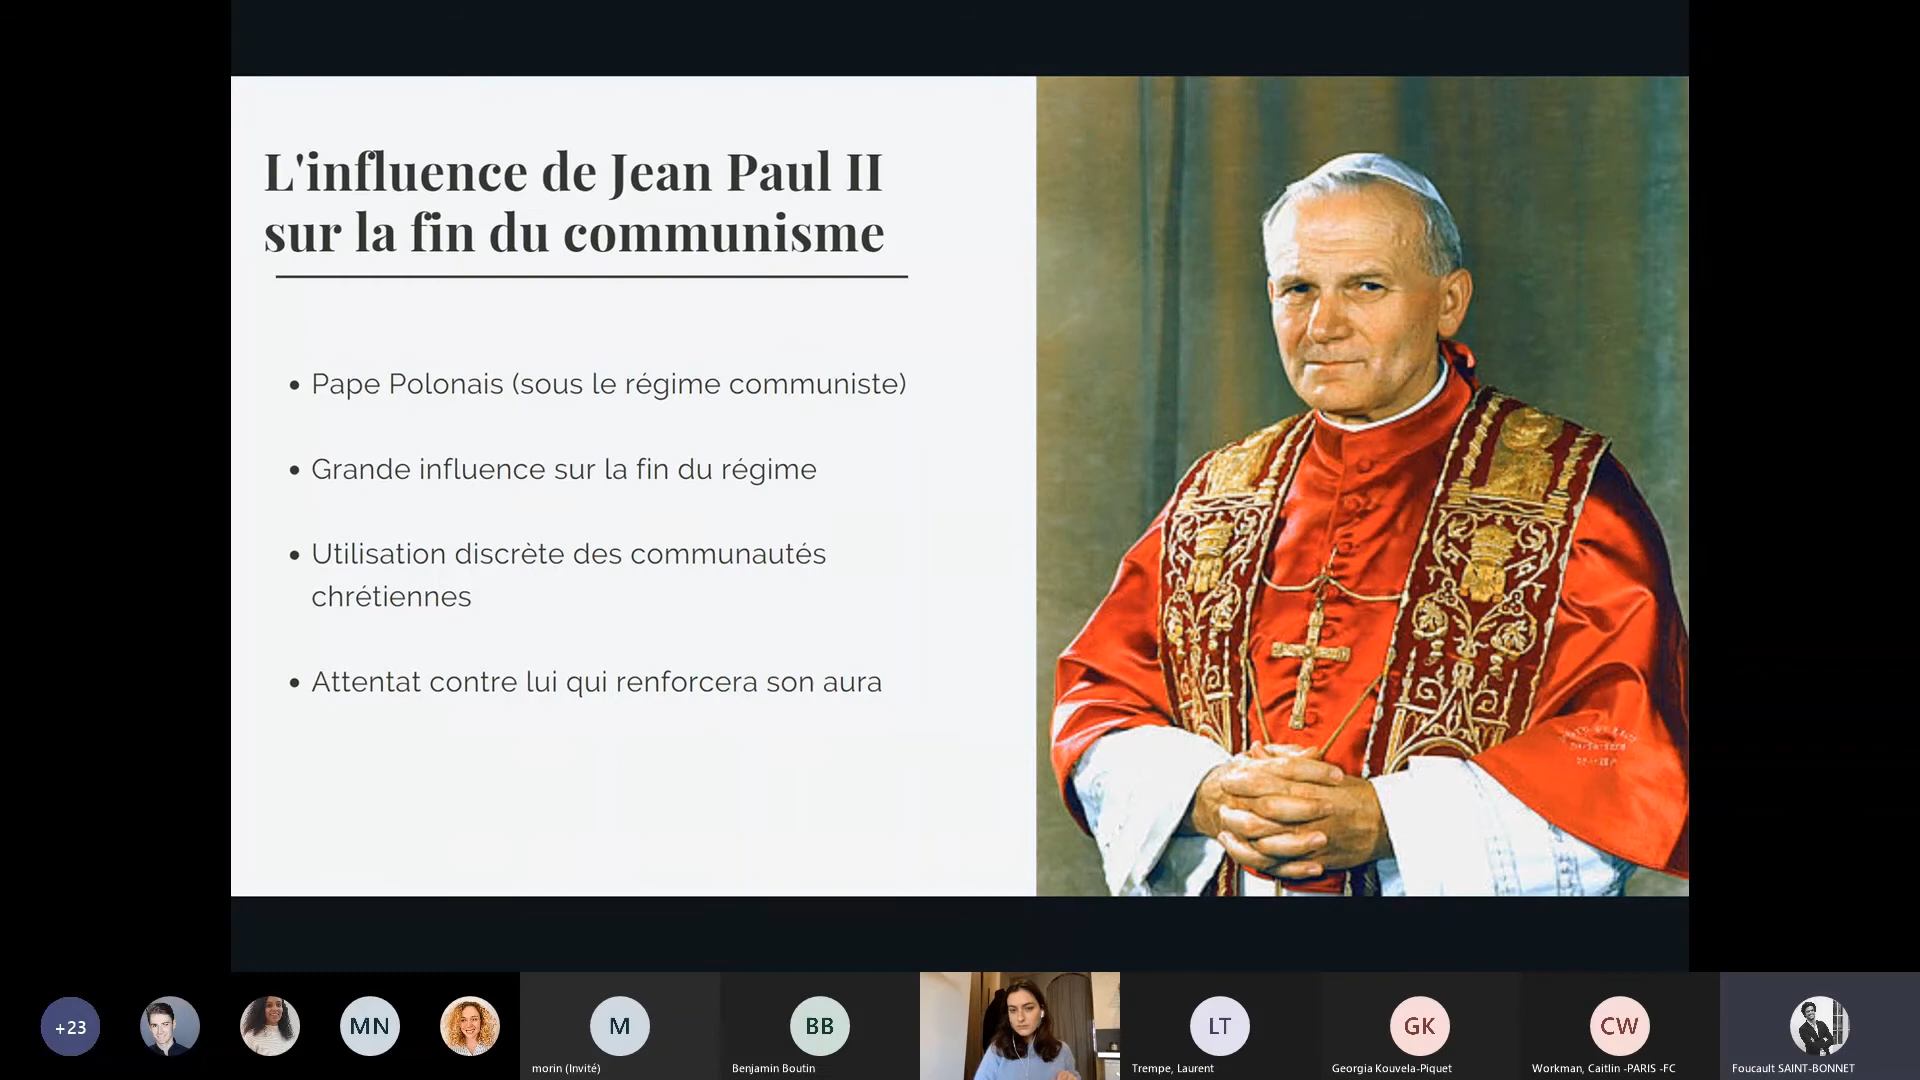 L'influence de Jean Paul II
sur la fin du communisme
Pape Polonais (sous le régime communiste)
Grande influence sur la fin du régime
Utilisation discrète des communautés
chrétiennes
Attentat contre lui qui renforcera son aura
+23
MN
M
BB
LT
GK
CW
morin (Invité)
Benjamin Boutin
Trempe, Laurent
Georgia Kouvela-Piquet
Workman, Caitlin -PARIS -FC
Foucault SAINT-BONNET